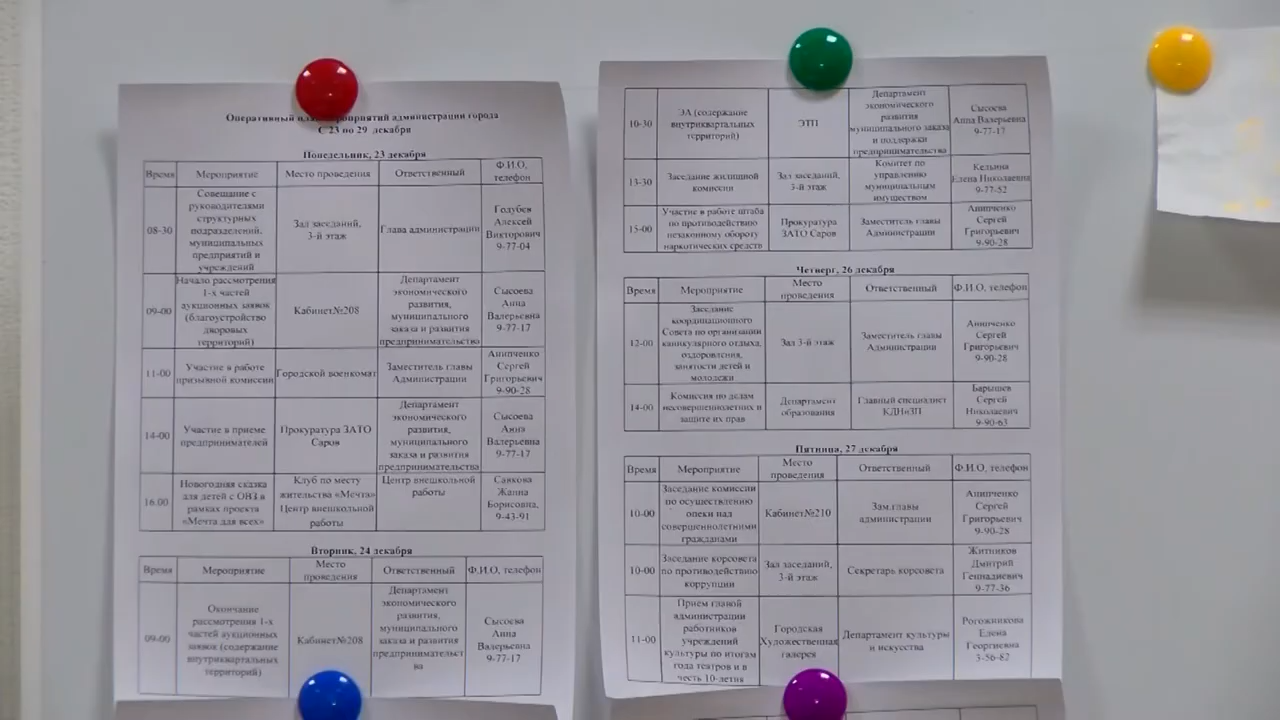 Оперативный план мероприятий администрации города
С 23 по 29 декабря
Понедельник, 23 декабря
Время Мероприятие Место проведения Ответственный Ф.И.О, телефон
08-30 Совещание с руководителями структурных подразделений, муниципальных предприятий и учреждений Зал заседаний, 3-й этаж Глава администрации Голубев Алексей Викторович 9-77-04
09-00 Начало рассмотрения 1-х частей аукционных заявок (благоустройство дворовых территорий) Кабинет№208 Департамент экономического развития, муниципального заказа и развития предпринимательства Сысоева Анна Валерьевна 9-77-17
11-00 Участие в работе призывной комиссии Городской военкомат Заместитель главы Администрации Анипченко Сергей Григорьевич 9-90-28
14-00 Участие в приеме предпринимателей Прокуратура ЗАТО Саров Департамент экономического развития, муниципального заказа и развития предпринимательства Сысоева Анна Валерьевна 9-77-17
16.00 Новогодняя сказка для детей с ОВЗ в рамках проекта «Мечта для всех» Клуб по месту жительства «Мечта» Центр внешкольной работы Центр внешкольной работы Жанна Борисовна, 9-43-91
Вторник, 24 декабря
Время Мероприятие Место проведения Ответственный Ф.И.О, телефон
09-00 Окончание рассмотрения 1-х частей аукционных заявок (содержание внутриквартальных территорий) Кабинет№208 Департамент экономического развития, муниципального заказа и развития предпринимательст ва Сысоева Анна Валерьевна 9-77-17
10-30 ЭА (содержание внутриквартальных территорий) ЭТП Департамент экономического развития муниципального заказа и поддержки предпринимательства Сысоева Анна Валерьевна 9-77-17
13-30 Заседание жилищной комиссии Зал заседаний, 3-й этаж Комитет по управлению муниципальным имуществом Елена Николаевна 9-77-52
15-00 Участие в работе штаба по противодействию незаконному обороту наркотических средств Прокуратура ЗАТО Саров Заместитель главы Администрации Анипченко Сергей Григорьевич 9-90-28
Четверг, 26 декабря
Время Мероприятие Место проведения Ответственный Ф.И.О, телефон
12-00 Заседание координационного Совета по организации каникулярного отдыха, оздоровления, занятости детей и молодежи Зал 3-й этаж Заместитель главы Администрации Анипченко Сергей Григорьевич 9-90-28
14-00 Комиссия по делам несовершеннолетних и защите их прав Департамент образования Главный специалист КДНиЗП Барышев Сергей Николаевич 9-90-63
Пятница, 27 декабря
Время Мероприятие Место проведения Ответственный Ф.И.О, телефон
10-00 Заседание комиссии по осуществлению опеки над совершеннолетними гражданами Кабинет№210 Зам.главы администрации Анипченко Сергей Григорьевич 9-90-28
10-00 Заседание корсовета по противодействию коррупции Зал заседаний, 3-й этаж Секретарь корсовета Житников Дмитрий Геннадиевич 9-77-36
11-00 Прием главой администрации работников учреждений культуры по итогам года театров и в честь 10-летия Городская Художественная галерея Департамент культуры и искусства Рогожникова Елена Георгиевна 3-56-82